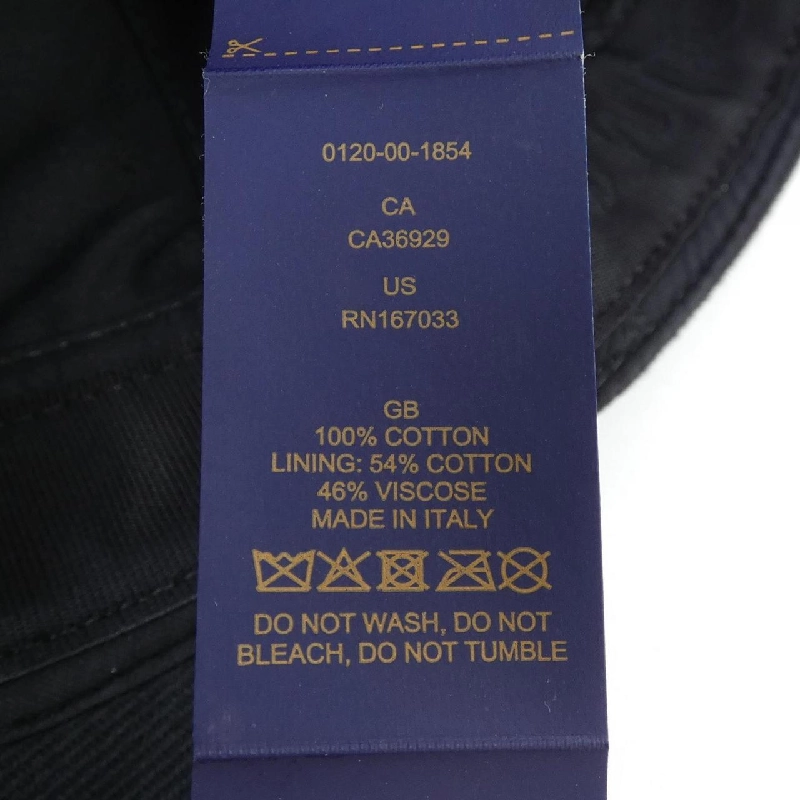 0120-00-1854
CA
CA36929
US
RN167033
GB
100% COTTON
LINING: 54% COTTON
46% VISCOSE
MADE IN ITALY
DO NOT WASH, DO NOT
BLEACH, DO NOT TUMBLE